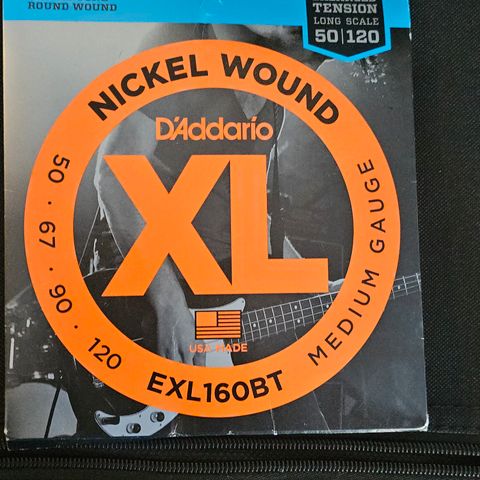 ROUND WOUND
TENSION
LONG SCALE
50|120
NICKEL WOUND
D'Addario
XL
50 · 67 · 90 · 120
MEDIUM GAUGE
USA MADE
EXL160BT